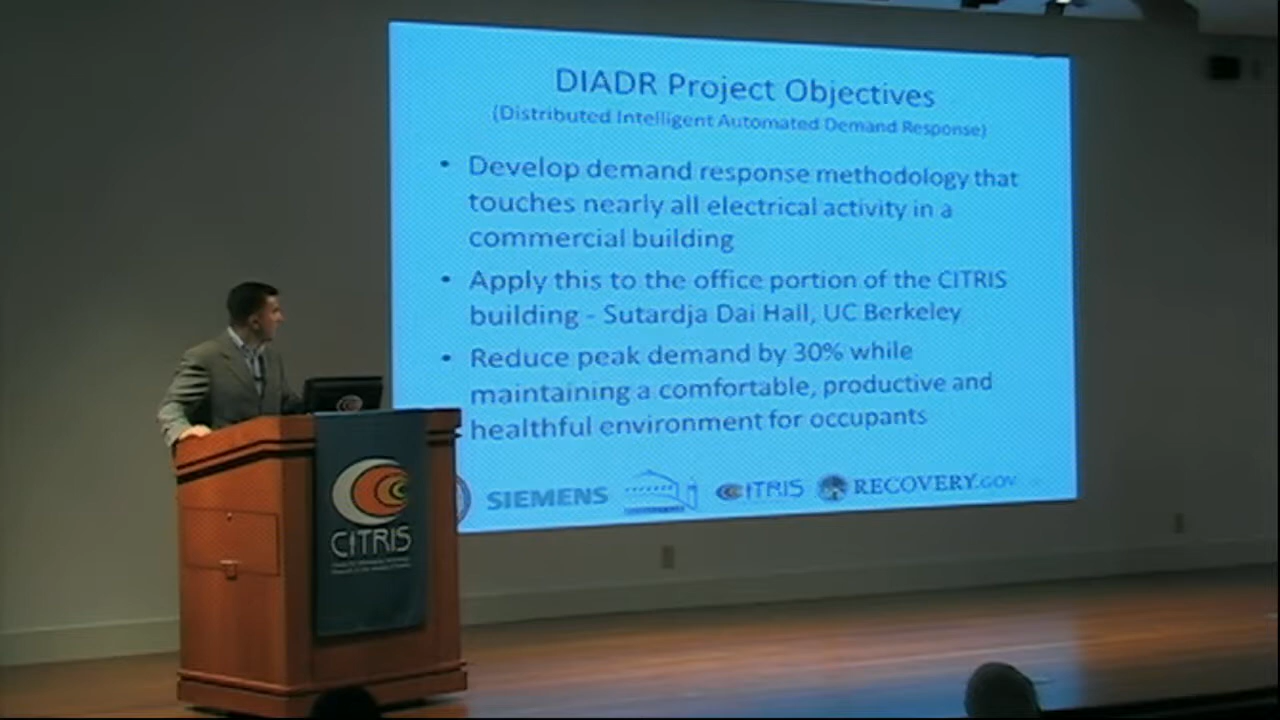 DIADR Project Objectives
(Distributed Intelligent Automated Demand Response)
• Develop demand response methodology that
touches nearly all electrical activity in a
commercial building
• Apply this to the office portion of the CITRIS
building - Sutardja Dai Hall, UC Berkeley
• Reduce peak demand by 30% while
maintaining a comfortable, productive and
healthful environment for occupants
SIEMENS
CITRIS
RECOVERY.GOV
CITRIS